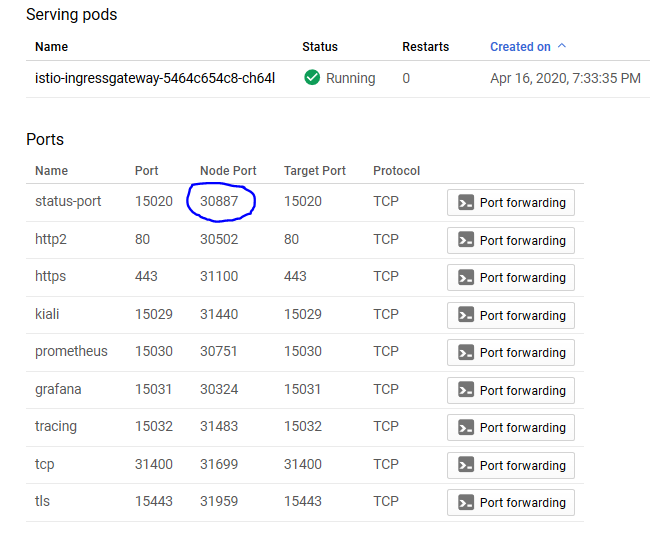 Serving pods
Name Status Restarts Created on
istio-ingressgateway-5464c654c8-ch64l Running 0 Apr 16, 2020, 7:33:35 PM
Ports
Name Port Node Port Target Port Protocol
status-port 15020 30887 15020 TCP Port forwarding
http2 80 30502 80 TCP Port forwarding
https 443 31100 443 TCP Port forwarding
kiali 15029 31440 15029 TCP Port forwarding
prometheus 15030 30751 15030 TCP Port forwarding
grafana 15031 30324 15031 TCP Port forwarding
tracing 15032 31483 15032 TCP Port forwarding
tcp 31400 31699 31400 TCP Port forwarding
tls 15443 31959 15443 TCP Port forwarding